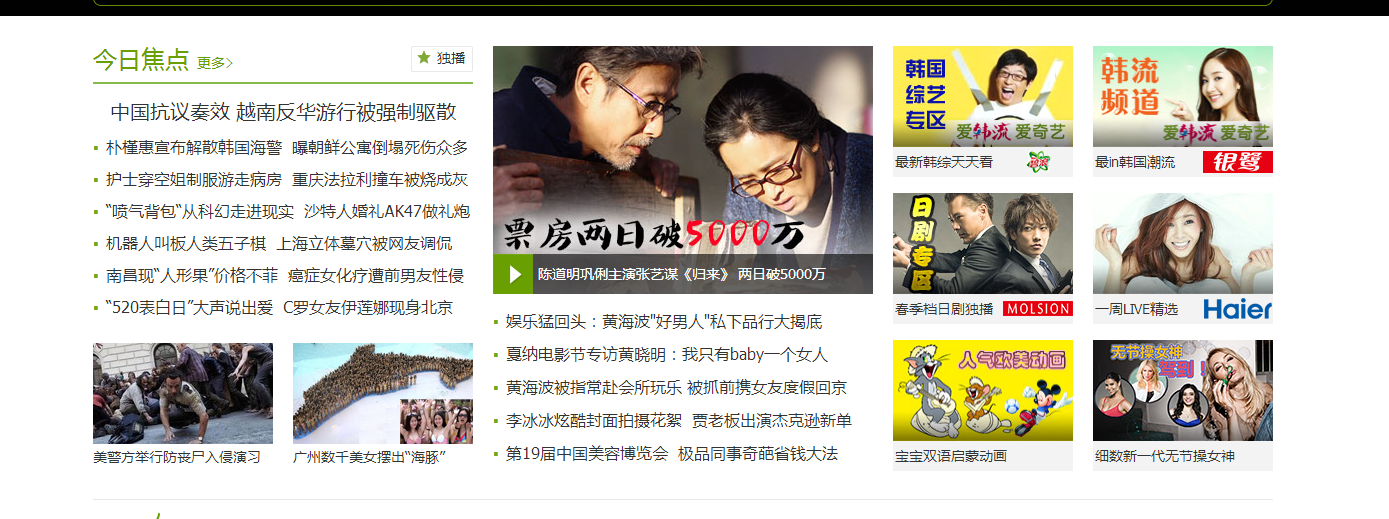 今日焦点 更多>
独播
中国抗议奏效 越南反华游行被强制驱散
朴槿惠宣布解散韩国海警 曝朝鲜公寓倒塌死伤众多
护士穿空姐制服游走病房 重庆法拉利撞车被烧成灰
“喷气背包“从科幻走进现实 沙特人婚礼AK47做礼炮
机器人叫板人类五子棋 上海立体墓穴被网友调侃
南昌现“人形果”价格不菲 癌症女化疗遭前男友性侵
“520表白日”大声说出爱 C罗女友伊莲娜现身北京
美警方举行防丧尸入侵演习
广州数千美女摆出“海豚”
票房两日破5000万
陈道明巩俐主演张艺谋《归来》 两日破5000万
娱乐猛回头：黄海波"好男人"私下品行大揭底
戛纳电影节专访黄晓明：我只有baby一个女人
黄海波被指常赴会所玩乐 被抓前携女友度假回京
李冰冰炫酷封面拍摄花絮 贾老板出演杰克逊新单
第19届中国美容博览会 极品同事奇葩省钱大法
韩国
综艺
专区
爱韩流 爱奇艺
最新韩综天天看
韩流
频道
爱韩流 爱奇艺
最in韩国潮流
银鹭
日剧专区
春季档日剧独播
MOLSION
一周LIVE精选
Haier
人气欧美动画
宝宝双语启蒙动画
无节操女神
驾到！
细数新一代无节操女神